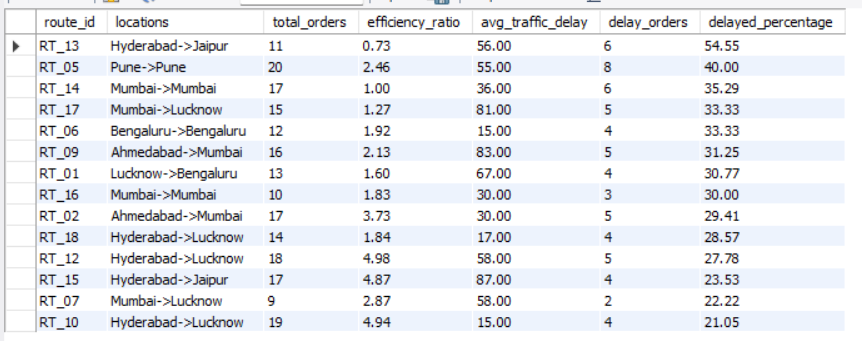 route_id locations total_orders efficiency_ratio avg_traffic_delay delay_orders delayed_percentage
RT_13 Hyderabad->Jaipur 11 0.73 56.00 6 54.55
RT_05 Pune->Pune 20 2.46 55.00 8 40.00
RT_14 Mumbai->Mumbai 17 1.00 36.00 6 35.29
RT_17 Mumbai->Lucknow 15 1.27 81.00 5 33.33
RT_06 Bengaluru->Bengaluru 12 1.92 15.00 4 33.33
RT_09 Ahmedabad->Mumbai 16 2.13 83.00 5 31.25
RT_01 Lucknow->Bengaluru 13 1.60 67.00 4 30.77
RT_16 Mumbai->Mumbai 10 1.83 30.00 3 30.00
RT_02 Ahmedabad->Mumbai 17 3.73 30.00 5 29.41
RT_18 Hyderabad->Lucknow 14 1.84 17.00 4 28.57
RT_12 Hyderabad->Lucknow 18 4.98 58.00 5 27.78
RT_15 Hyderabad->Jaipur 17 4.87 87.00 4 23.53
RT_07 Mumbai->Lucknow 9 2.87 58.00 2 22.22
RT_10 Hyderabad->Lucknow 19 4.94 15.00 4 21.05